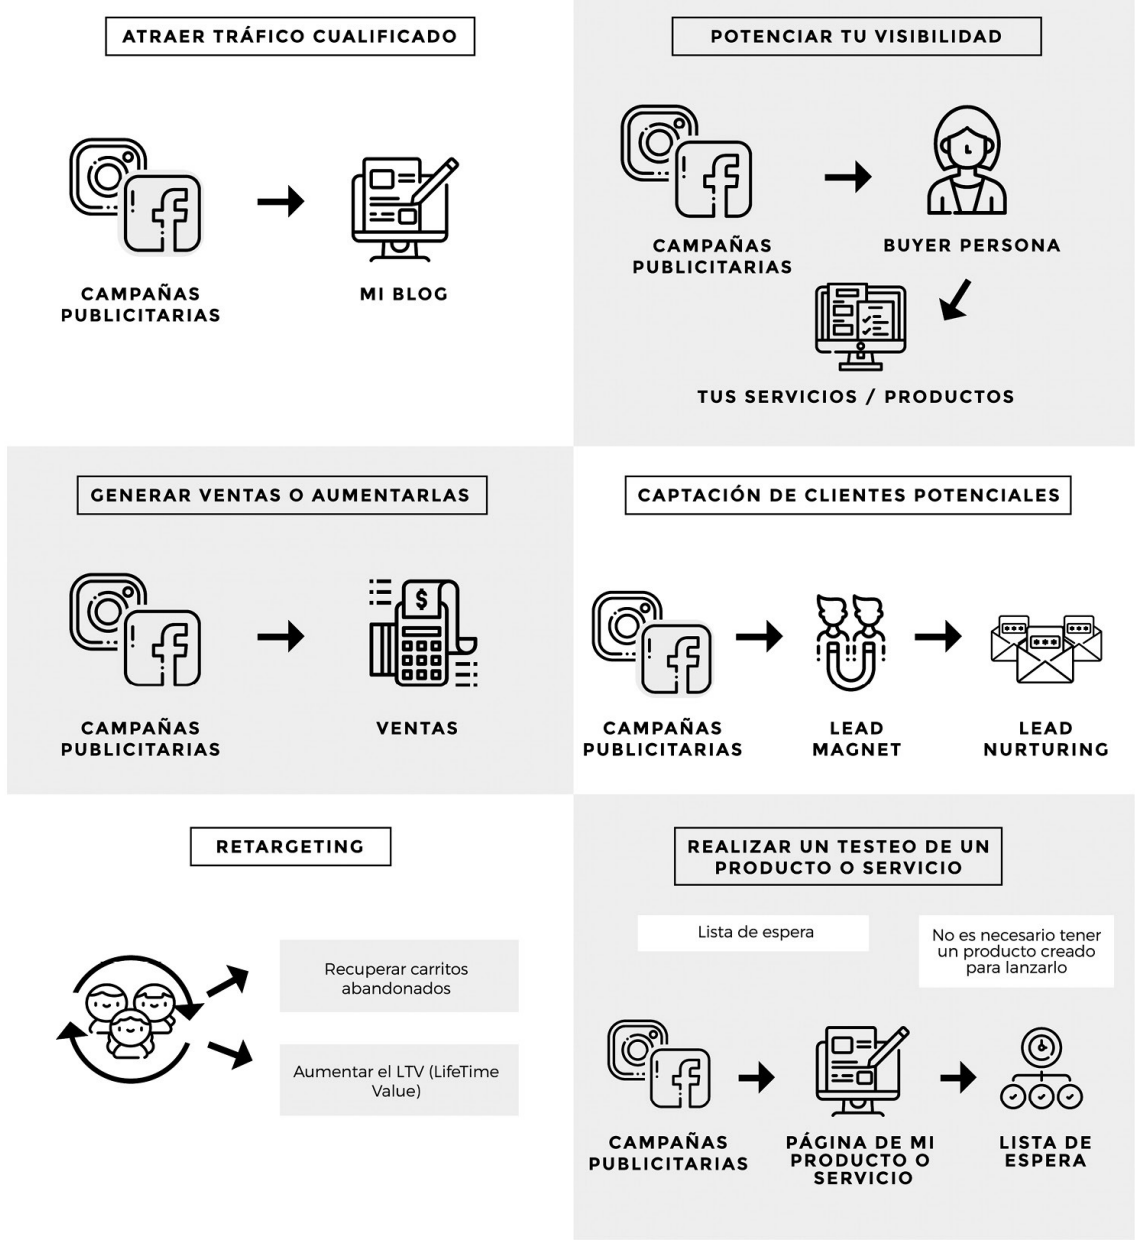 ATRAER TRÁFICO CUALIFICADO
CAMPAÑAS
PUBLICITARIAS
MI BLOG
POTENCIAR TU VISIBILIDAD
CAMPAÑAS
PUBLICITARIAS
BUYER PERSONA
TUS SERVICIOS / PRODUCTOS
GENERAR VENTAS O AUMENTARLAS
$
CAMPAÑAS
PUBLICITARIAS
VENTAS
CAPTACIÓN DE CLIENTES POTENCIALES
CAMPAÑAS
PUBLICITARIAS
LEAD
MAGNET
LEAD
NURTURING
RETARGETING
Recuperar carritos
abandonados
Aumentar el LTV (LifeTime
Value)
REALIZAR UN TESTEO DE UN
PRODUCTO O SERVICIO
Lista de espera
No es necesario tener
un producto creado
para lanzarlo
CAMPAÑAS
PUBLICITARIAS
PÁGINA DE MI
PRODUCTO O
SERVICIO
LISTA DE
ESPERA